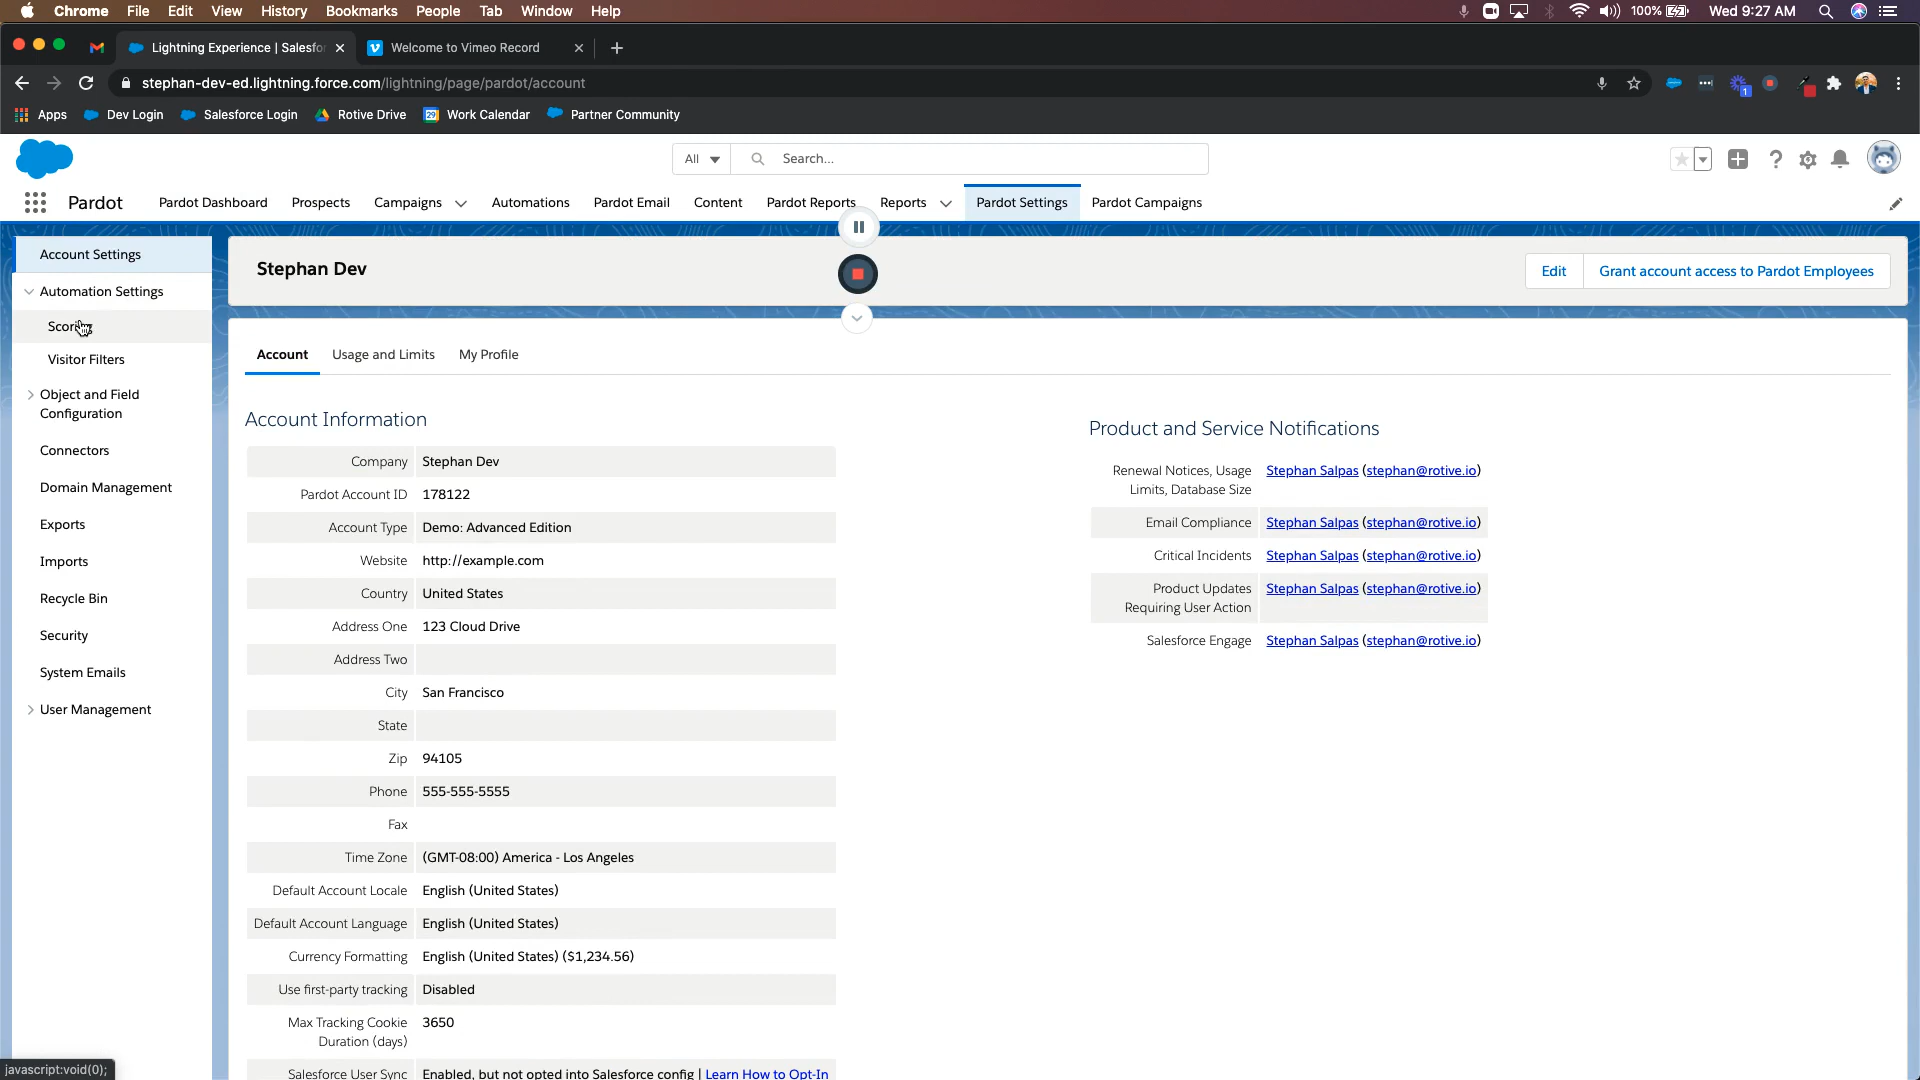 Chrome File Edit View History Bookmarks People Tab Window Help 100% Wed 9:27 AM
Lightning Experience | Salesfo Welcome to Vimeo Record
stephan-dev-ed.lightning.force.com/lightning/page/pardot/account
1
Apps Dev Login Salesforce Login Rotive Drive 29 Work Calendar Partner Community
All Search...
Pardot Pardot Dashboard Prospects Campaigns Automations Pardot Email Content Pardot Reports Reports Pardot Settings Pardot Campaigns
Account Settings
Automation Settings
Scoring
Visitor Filters
Object and Field
Configuration
Connectors
Domain Management
Exports
Imports
Recycle Bin
Security
System Emails
User Management
Stephan Dev
Edit Grant account access to Pardot Employees
Account Usage and Limits My Profile
Account Information
Company Stephan Dev
Pardot Account ID 178122
Account Type Demo: Advanced Edition
Website http://example.com
Country United States
Address One 123 Cloud Drive
Address Two
City San Francisco
State
Zip 94105
Phone 555-555-5555
Fax
Time Zone (GMT-08:00) America - Los Angeles
Default Account Locale English (United States)
Default Account Language English (United States)
Currency Formatting English (United States) ($1,234.56)
Use first-party tracking Disabled
Max Tracking Cookie 3650
Duration (days)
Salesforce User Sync Enabled, but not opted into Salesforce config | Learn How to Opt-In
Product and Service Notifications
Renewal Notices, Usage Stephan Salpas (stephan@rotive.io)
Limits, Database Size
Email Compliance Stephan Salpas (stephan@rotive.io)
Critical Incidents Stephan Salpas (stephan@rotive.io)
Product Updates Stephan Salpas (stephan@rotive.io)
Requiring User Action
Salesforce Engage Stephan Salpas (stephan@rotive.io)
javascript:void(0);